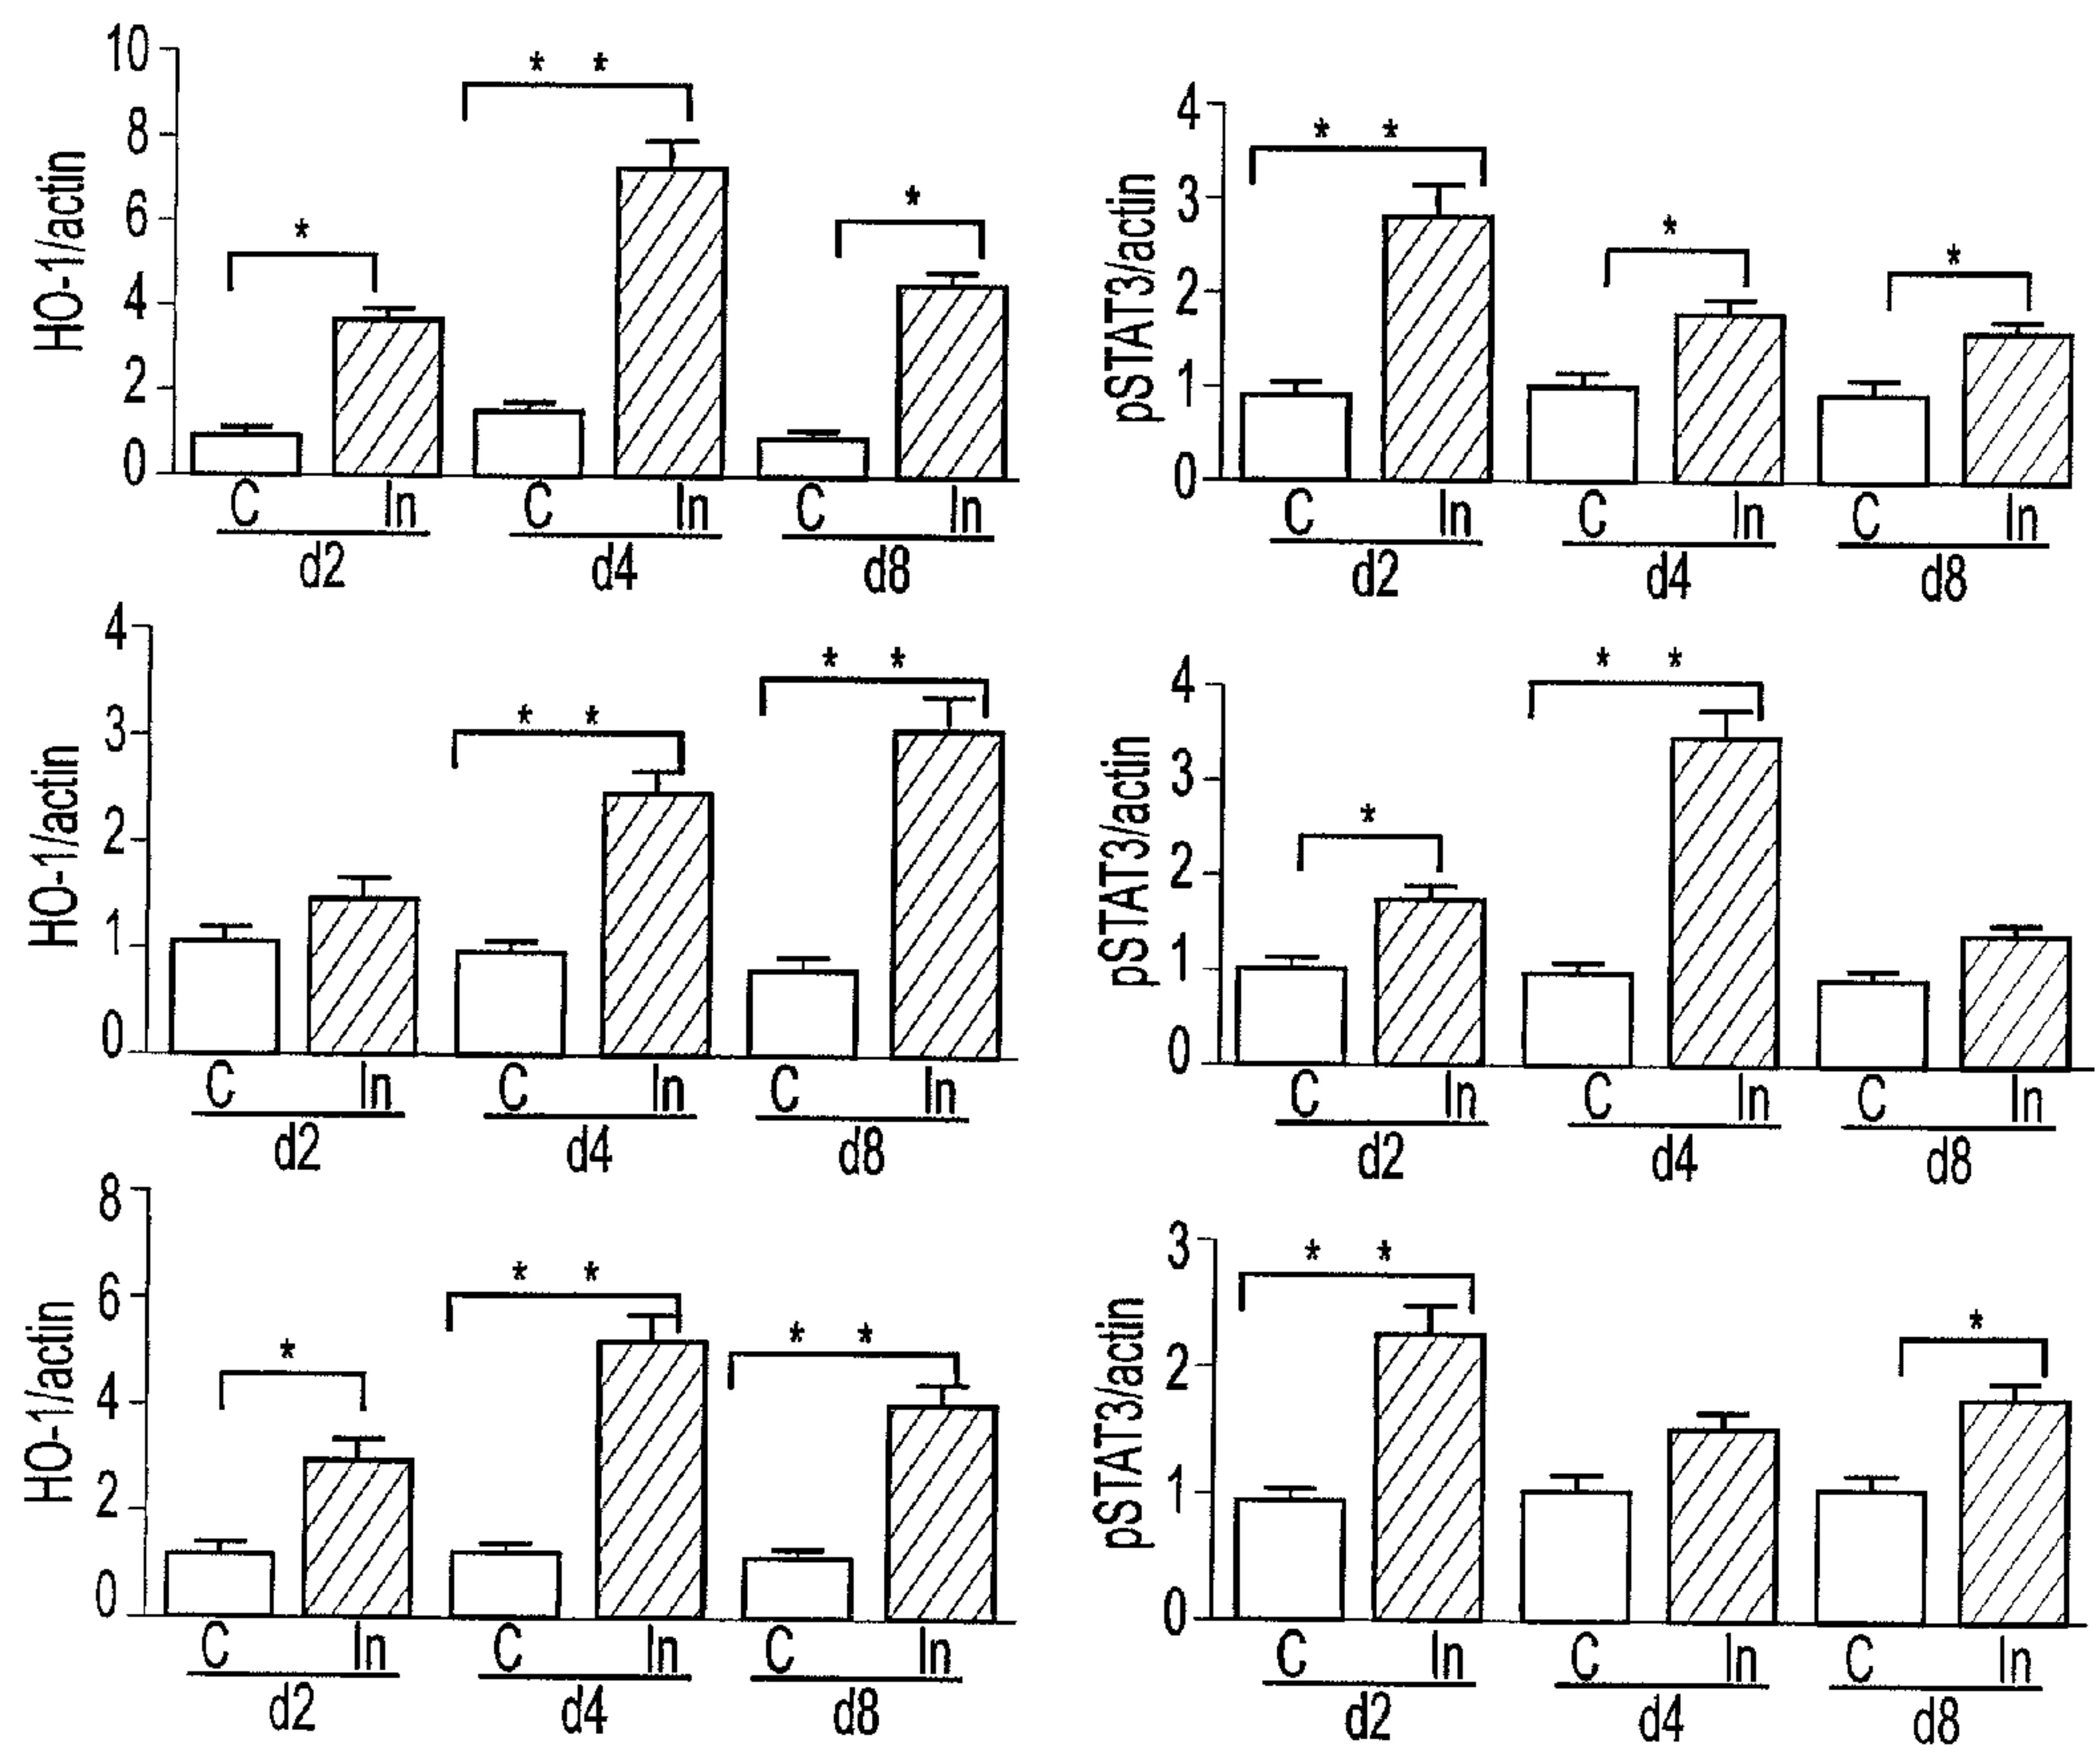 HO-1/actin
10
8
6
4
2
0
* *
*
*
C In C In C In
d2 d4 d8
pSTAT3/actin
4
3
2
1
0
* *
*
*
C In C In C In
d2 d4 d8
HO-1/actin
4
3
2
1
0
* *
* *
C In C In C In
d2 d4 d8
pSTAT3/actin
4
3
2
1
0
* *
*
C In C In C In
d2 d4 d8
HO-1/actin
8
6
4
2
0
* *
* *
*
C In C In C In
d2 d4 d8
pSTAT3/actin
3
2
1
0
* *
*
C In C In C In
d2 d4 d8